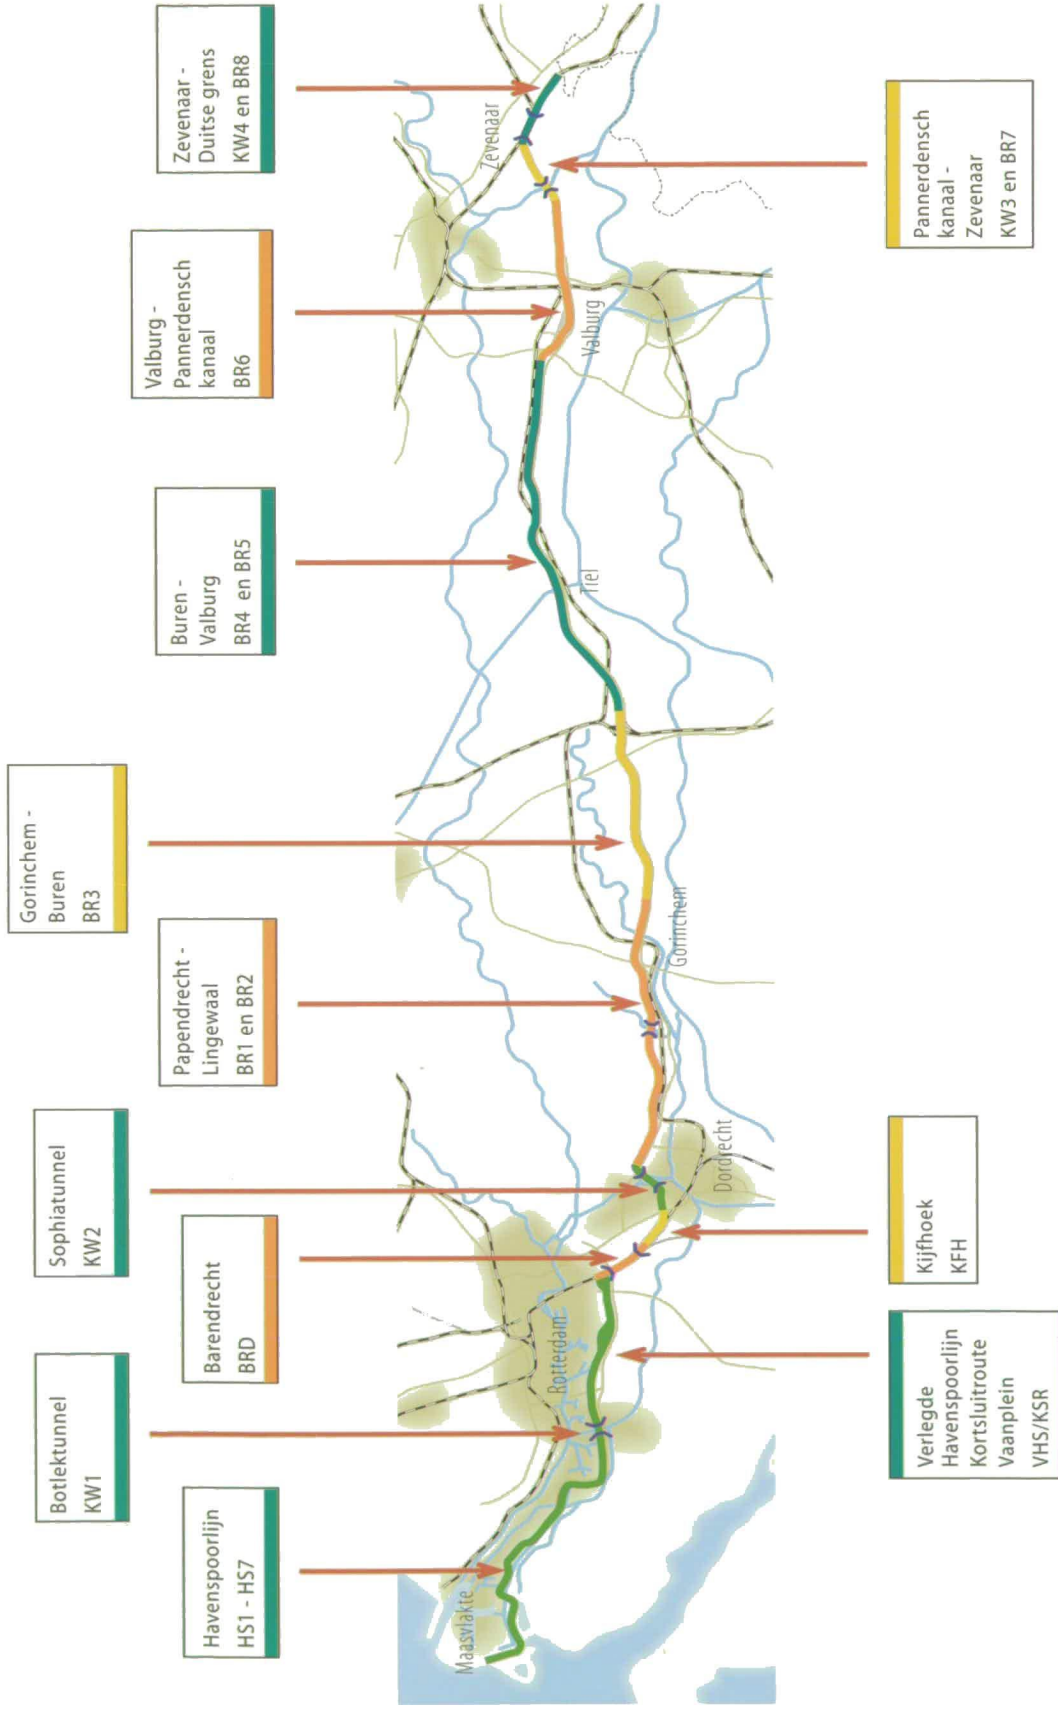 Havenspoorlijn
HS1 - HS7
Botlektunnel
KW1
Barendrecht
BRD
Sophiatunnel
KW2
Papendrecht -
Lingewaal
BR1 en BR2
Gorinchem -
Buren
BR3
Buren -
Valburg
BR4 en BR5
Valburg -
Pannerdensch
kanaal
BR6
Zevenaar -
Duitse grens
KW4 en BR8
Maasvlakte
Rotterdam
Dordrecht
Gorinchem
Tiel
Valburg
Zevenaar
Verlegde
Havenspoorlijn
Kortsluitroute
Vaanplein
VHS/KSR
Kijfhoek
KFH
Pannerdensch
kanaal -
Zevenaar
KW3 en BR7